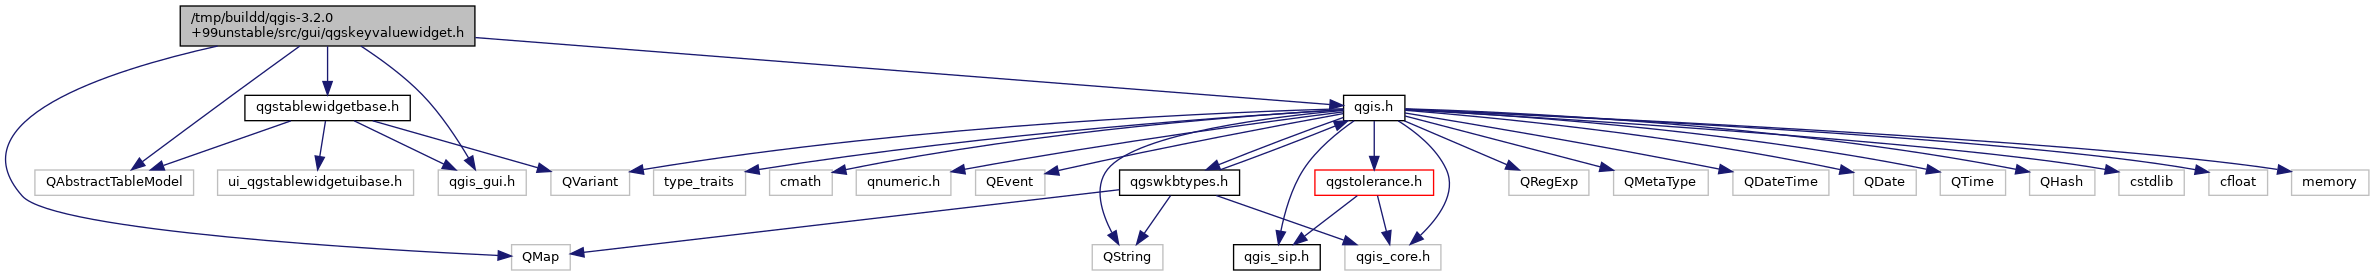 /tmp/buildd/qgis-3.2.0
+99unstable/src/gui/qgskeyvaluewidget.h
qgstablewidgetbase.h
qgis.h
QAbstractTableModel
ui_qgstablewidgetuibase.h
qgis_gui.h
QVariant
type_traits
cmath
qnumeric.h
QEvent
qgswkbtypes.h
qgstolerance.h
QRegExp
QMetaType
QDateTime
QDate
QTime
QHash
cstdlib
cfloat
memory
QMap
QString
qgis_sip.h
qgis_core.h